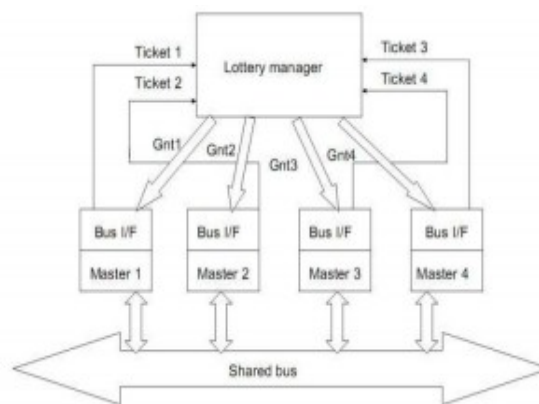 Ticket 1
Ticket 3
Lottery manager
Ticket 2
Ticket 4
Gnt1
Gnt2
Gnt3
Gnt4
Bus I/F
Bus I/F
Bus I/F
Bus I/F
Master 1
Master 2
Master 3
Master 4
Shared bus